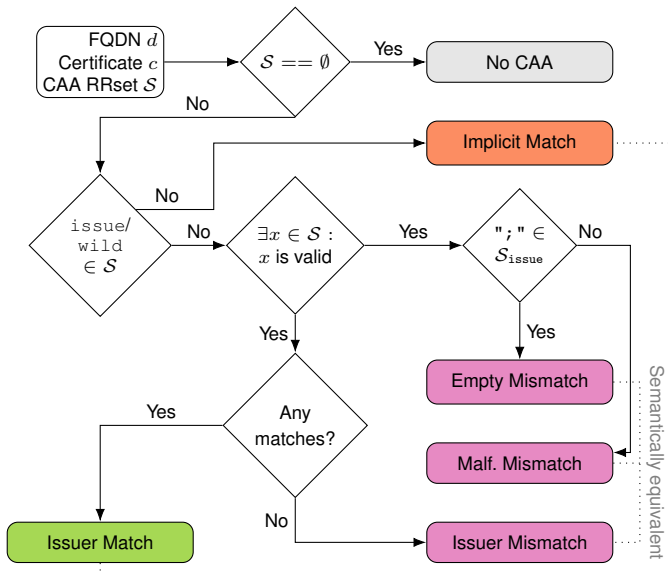 FQDN d
Certificate c
CAA RRset S
S == ∅
Yes
No CAA
No
Implicit Match
No
issue/
wild
∈ S
No
∃x ∈ S :
x is valid
Yes
";" ∈
S_issue
No
Yes
Yes
Empty Mismatch
Semantically equivalent
Any
matches?
Yes
Malf. Mismatch
No
Issuer Match
Issuer Mismatch